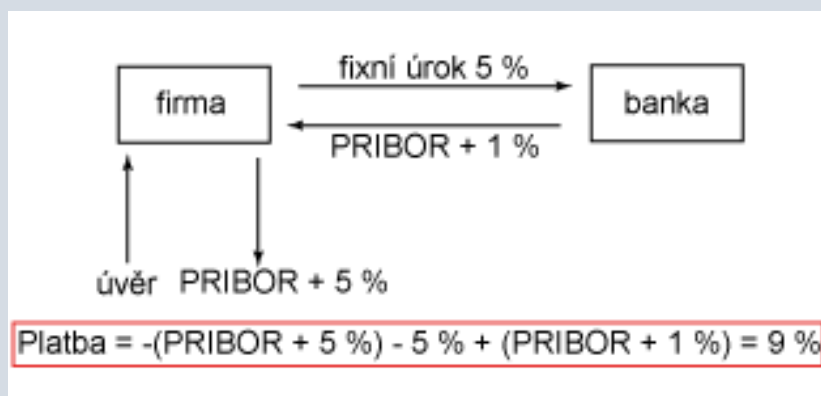 fixní úrok 5 %
firma
banka
PRIBOR + 1 %
úvěr PRIBOR + 5 %
Platba = -(PRIBOR + 5 %) - 5 % + (PRIBOR + 1 %) = 9 %